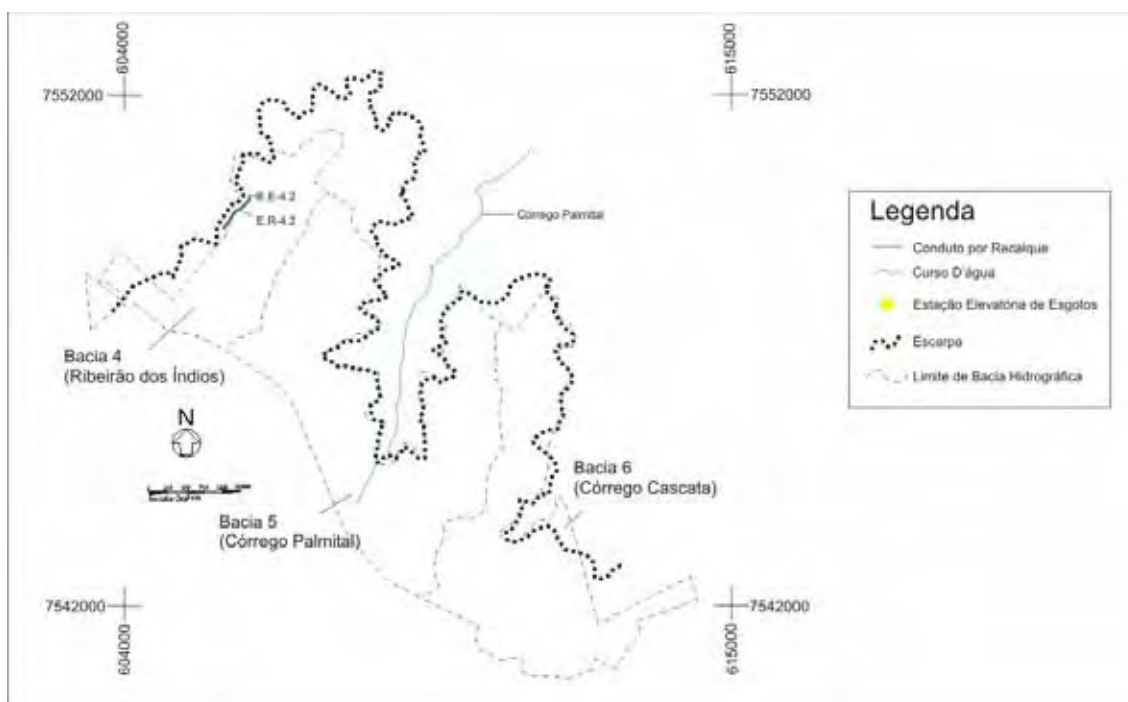 604000
615000
7552000
7552000
E.R-4.2
Córrego Palmital
Legenda
Conduto por Recalque
Curso D'água
Estação Elevatória de Esgotos
Escarpa
Limite de Bacia Hidrográfica
Bacia 4
(Ribeirão dos Índios)
N
Bacia 6
(Córrego Cascata)
Bacia 5
(Córrego Palmital)
7542000
7542000
604000
615000